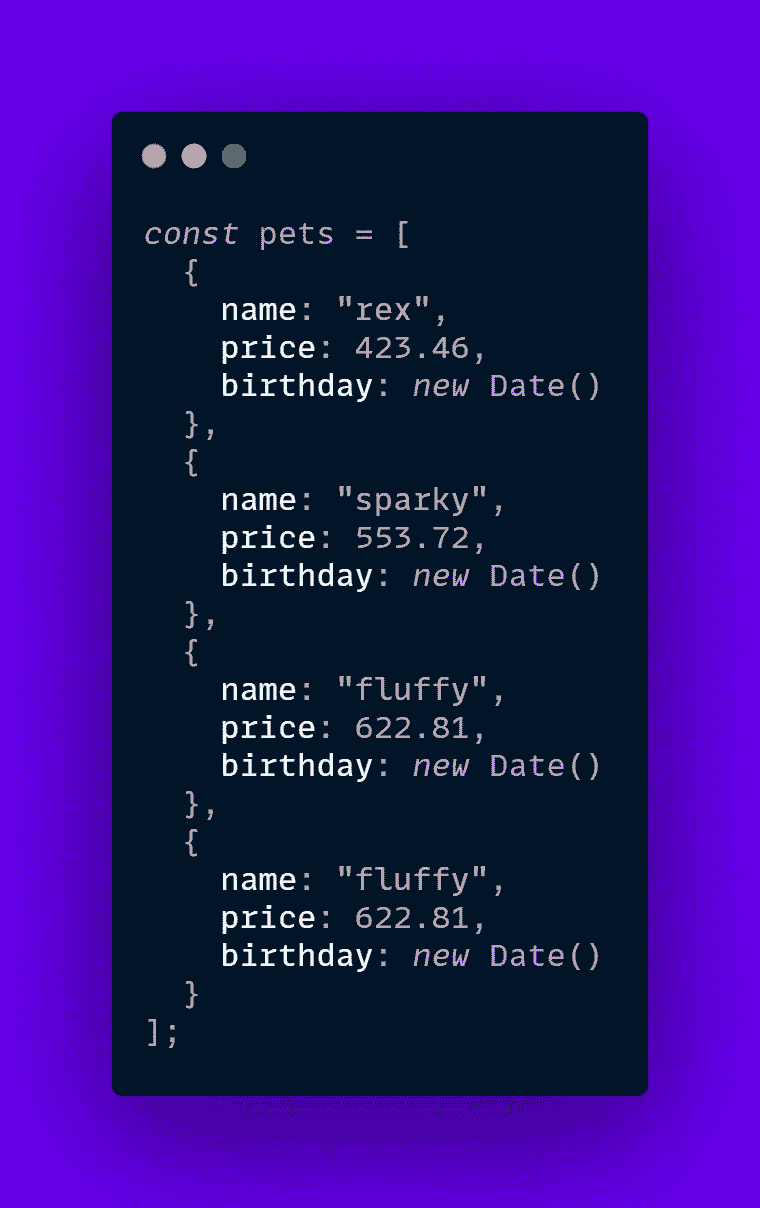 const pets = [
  {
    name: "rex",
    price: 423.46,
    birthday: new Date()
  },
  {
    name: "sparky",
    price: 553.72,
    birthday: new Date()
  },
  {
    name: "fluffy",
    price: 622.81,
    birthday: new Date()
  },
  {
    name: "fluffy",
    price: 622.81,
    birthday: new Date()
  }
];